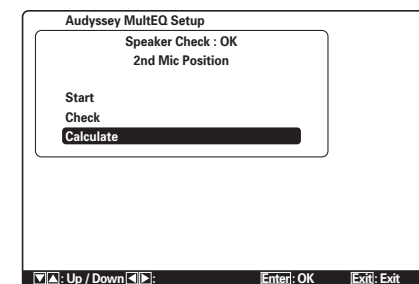 Audyssey MultEQ Setup
Speaker Check : OK
2nd Mic Position
Start
Check
Calculate
▼▲: Up / Down ◀▶: Enter: OK Exit: Exit